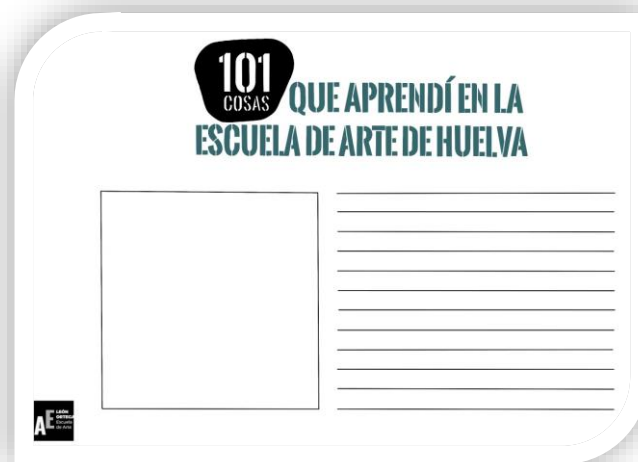 101
COSAS QUE APRENDÍ EN LA
ESCUELA DE ARTE DE HUELVA
AE LEÓN
ORTEGA
Escuela
de Arte